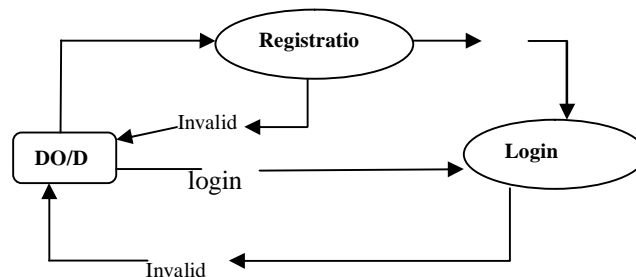 Registratio
Invalid
DO/D
login
Login
Invalid